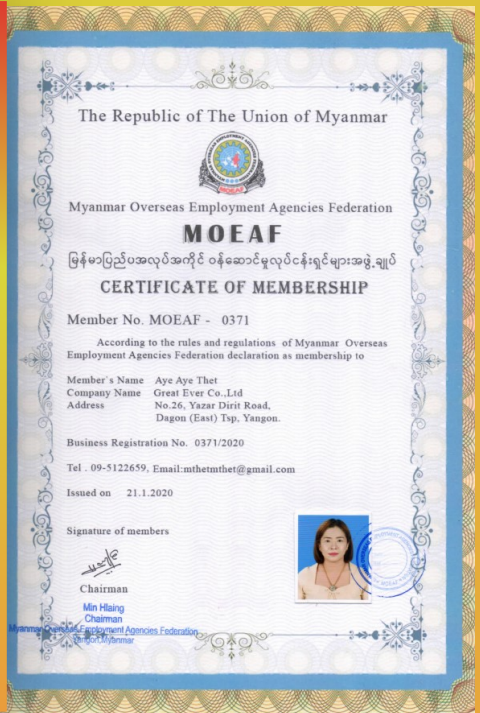 The Republic of The Union of Myanmar
MOEAF
Myanmar Overseas Employment Agencies Federation
MOEAF
မြန်မာပြည်ပအလုပ်အကိုင် ဝန်ဆောင်မှုလုပ်ငန်းရှင်များအဖွဲ့ချုပ်
CERTIFICATE OF MEMBERSHIP
Member No. MOEAF - 0371
According to the rules and regulations of Myanmar Overseas
Employment Agencies Federation declaration as membership to
Member's Name Aye Aye Thet
Company Name Great Ever Co.,Ltd
Address No.26, Yazar Dirit Road,
Dagon (East) Tsp, Yangon.
Business Registration No. 0371/2020
Tel . 09-5122659, Email:mthetmthet@gmail.com
Issued on 21.1.2020
Signature of members
Chairman
Min Hlaing
Chairman
Myanmar Overseas Employment Agencies Federation
Yangon,Myanmar